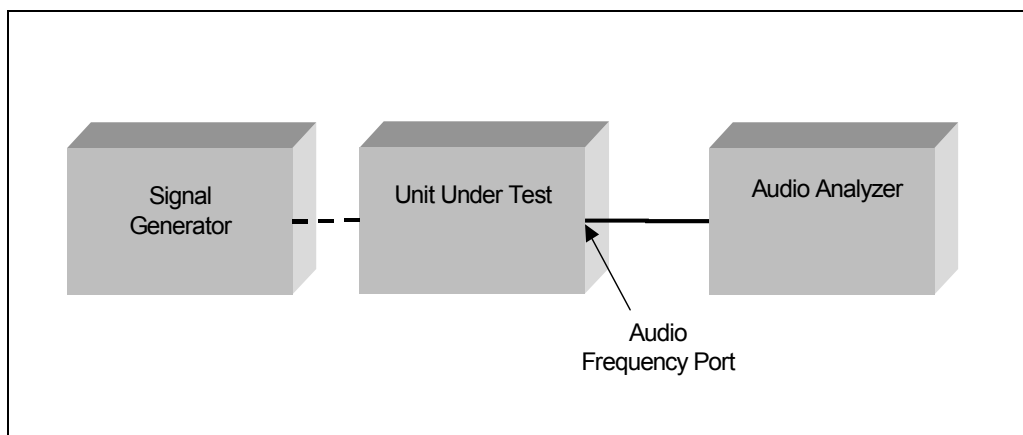 Signal
Generator
Unit Under Test
Audio Analyzer
Audio
Frequency Port